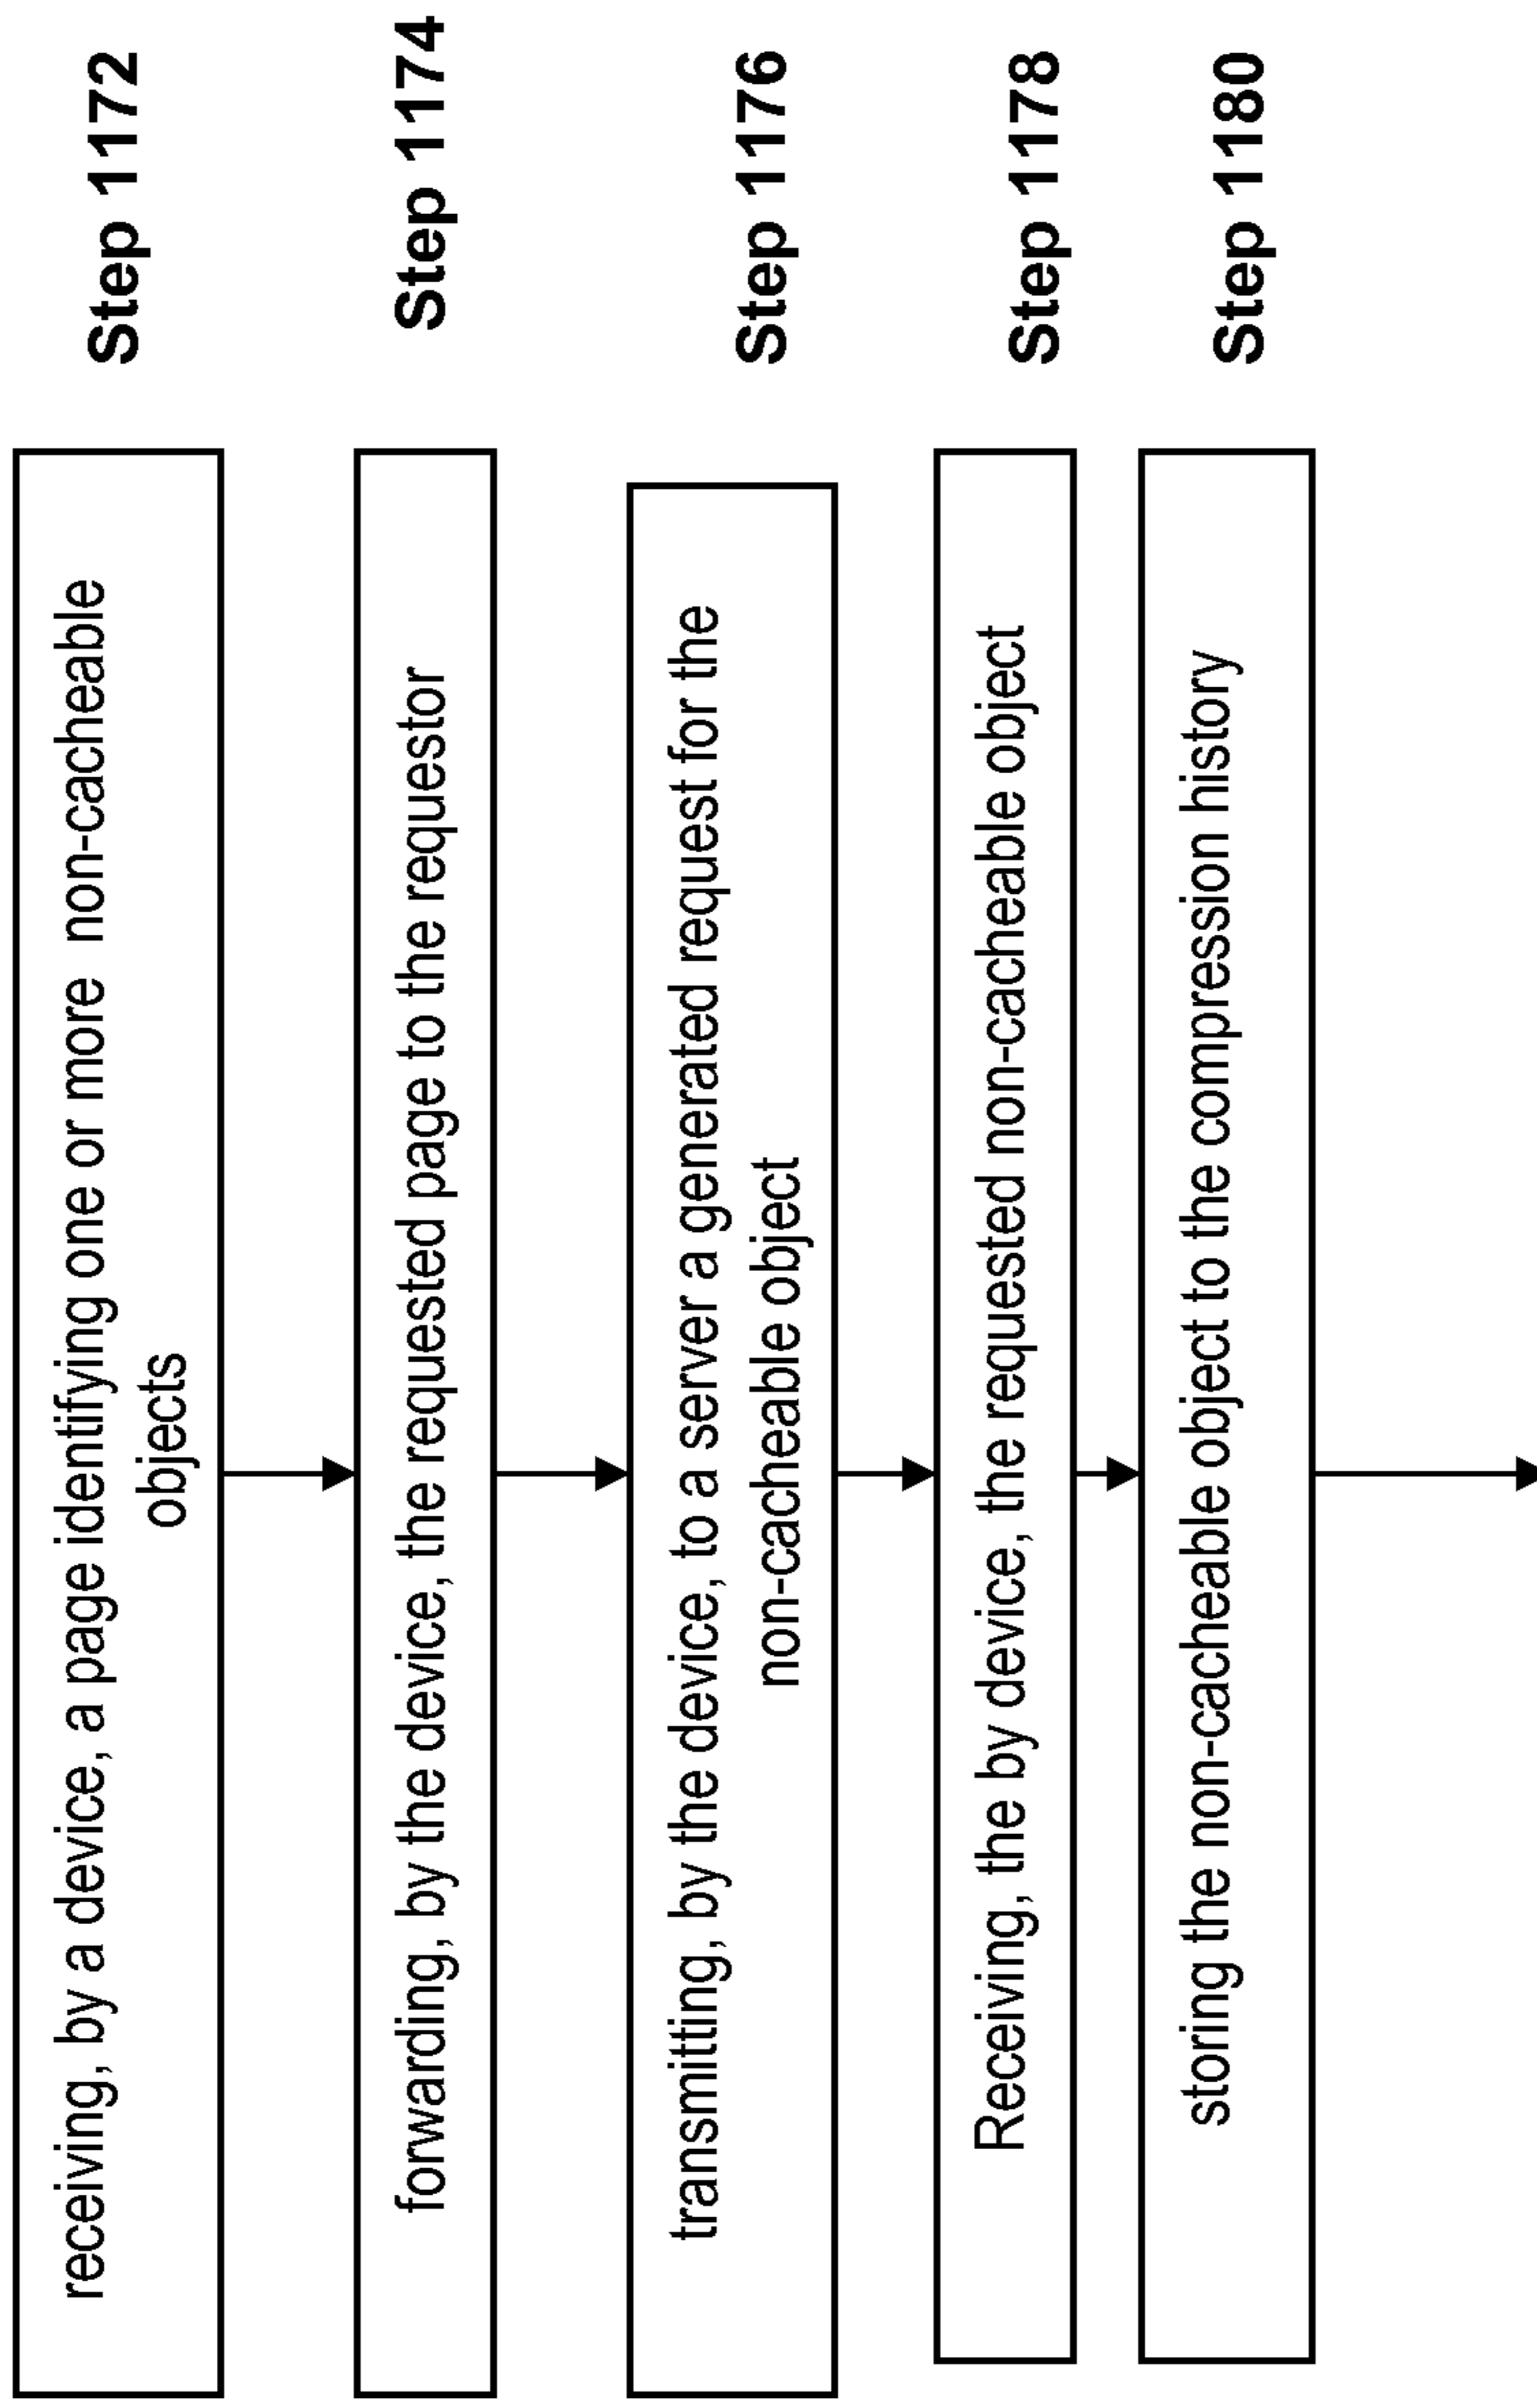 receiving, by a device, a page identifying one or more non-cacheable
objects
Step 1172
forwarding, by the device, the requested page to the requestor
Step 1174
transmitting, by the device, to a server a generated request for the
non-cacheable object
Step 1176
Receiving, the by device, the requested non-cacheable object
Step 1178
storing the non-cacheable object to the compression history
Step 1180